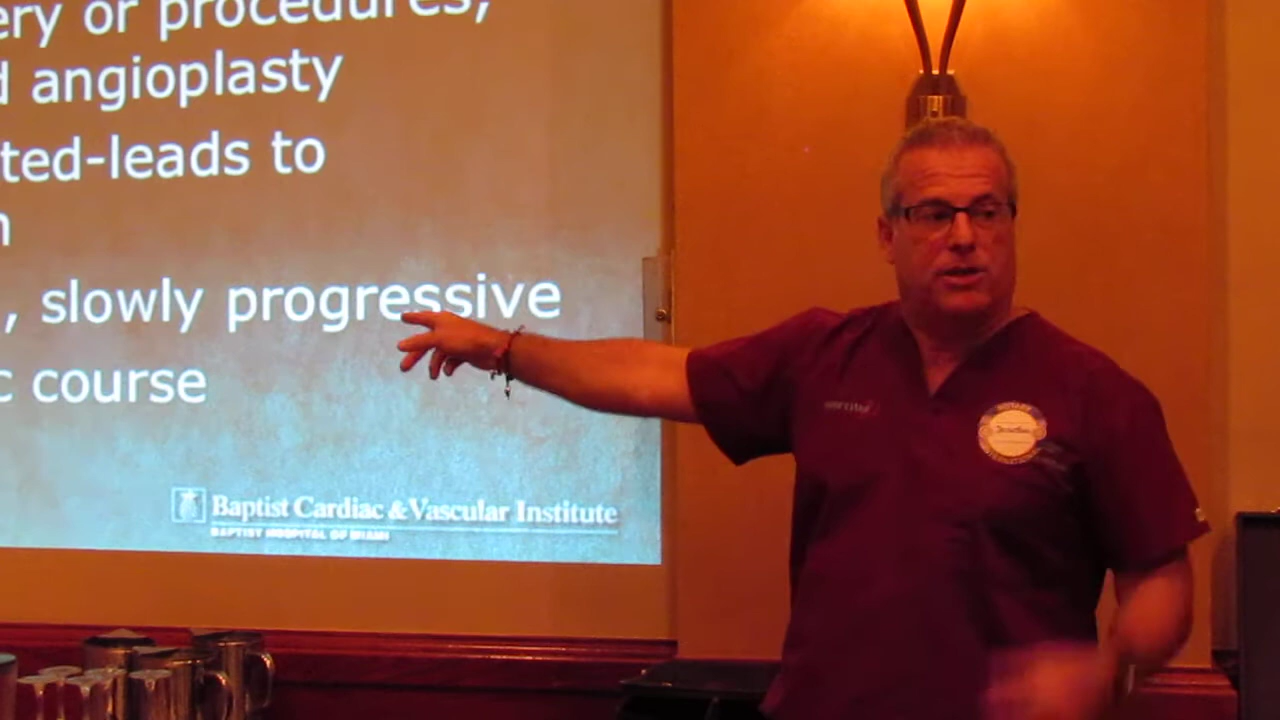 ery or procedures,
d angioplasty
ted-leads to
n
, slowly progressive
c course
Baptist Cardiac & Vascular Institute
BAPTIST HOSPITAL OF MIAMI